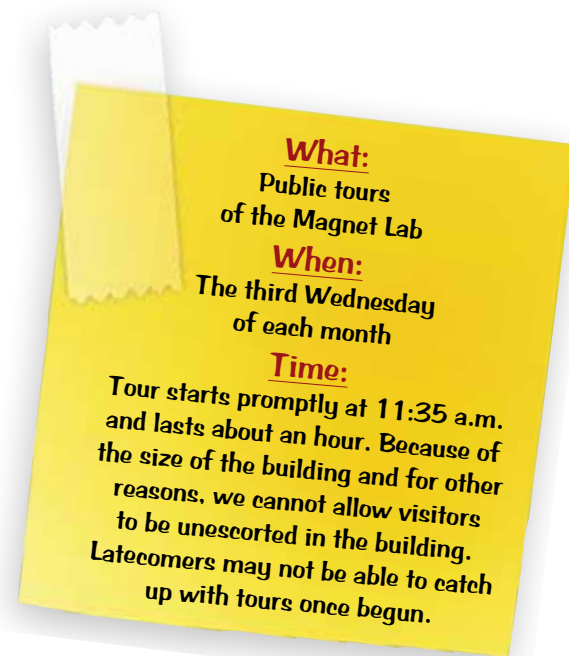 What:
Public tours
of the Magnet Lab
When:
The third Wednesday
of each month
Time:
Tour starts promptly at 11:35 a.m.
and lasts about an hour. Because of
the size of the building and for other
reasons, we cannot allow visitors
to be unescorted in the building.
Latecomers may not be able to catch
up with tours once begun.